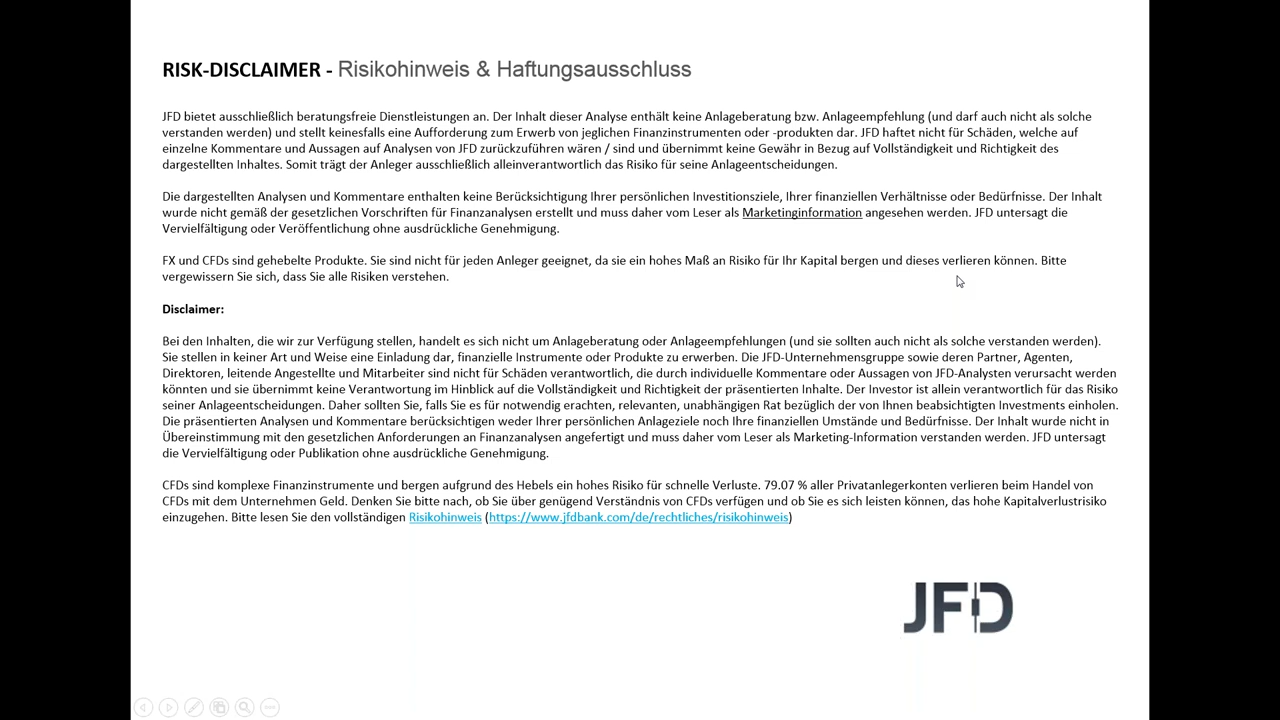 RISK-DISCLAIMER - Risikohinweis & Haftungsausschluss
JFD bietet ausschließlich beratungsfreie Dienstleistungen an. Der Inhalt dieser Analyse enthält keine Anlageberatung bzw. Anlageempfehlung (und darf auch nicht als solche
verstanden werden) und stellt keinesfalls eine Aufforderung zum Erwerb von jeglichen Finanzinstrumenten oder -produkten dar. JFD haftet nicht für Schäden, welche auf
einzelne Kommentare und Aussagen auf Analysen von JFD zurückzuführen wären / sind und übernimmt keine Gewähr in Bezug auf Vollständigkeit und Richtigkeit des
dargestellten Inhaltes. Somit trägt der Anleger ausschließlich alleinverantwortlich das Risiko für seine Anlageentscheidungen.
Die dargestellten Analysen und Kommentare enthalten keine Berücksichtigung Ihrer persönlichen Investitionsziele, Ihrer finanziellen Verhältnisse oder Bedürfnisse. Der Inhalt
wurde nicht gemäß der gesetzlichen Vorschriften für Finanzanalysen erstellt und muss daher vom Leser als Marketinginformation angesehen werden. JFD untersagt die
Vervielfältigung oder Veröffentlichung ohne ausdrückliche Genehmigung.
FX und CFDs sind gehebelte Produkte. Sie sind nicht für jeden Anleger geeignet, da sie ein hohes Maß an Risiko für Ihr Kapital bergen und dieses verlieren können. Bitte
vergewissern Sie sich, dass Sie alle Risiken verstehen.
Disclaimer:
Bei den Inhalten, die wir zur Verfügung stellen, handelt es sich nicht um Anlageberatung oder Anlageempfehlungen (und sie sollten auch nicht als solche verstanden werden).
Sie stellen in keiner Art und Weise eine Einladung dar, finanzielle Instrumente oder Produkte zu erwerben. Die JFD-Unternehmensgruppe sowie deren Partner, Agenten,
Direktoren, leitende Angestellte und Mitarbeiter sind nicht für Schäden verantwortlich, die durch individuelle Kommentare oder Aussagen von JFD-Analysten verursacht werden
könnten und sie übernimmt keine Verantwortung im Hinblick auf die Vollständigkeit und Richtigkeit der präsentierten Inhalte. Der Investor ist allein verantwortlich für das Risiko
seiner Anlageentscheidungen. Daher sollten Sie, falls Sie es für notwendig erachten, relevanten, unabhängigen Rat bezüglich der von Ihnen beabsichtigten Investments einholen.
Die präsentierten Analysen und Kommentare berücksichtigen weder Ihrer persönlichen Anlageziele noch Ihre finanziellen Umstände und Bedürfnisse. Der Inhalt wurde nicht in
Übereinstimmung mit den gesetzlichen Anforderungen an Finanzanalysen angefertigt und muss daher vom Leser als Marketing-Information verstanden werden. JFD untersagt
die Vervielfältigung oder Publikation ohne ausdrückliche Genehmigung.
CFDs sind komplexe Finanzinstrumente und bergen aufgrund des Hebels ein hohes Risiko für schnelle Verluste. 79.07 % aller Privatanlegerkonten verlieren beim Handel von
CFDs mit dem Unternehmen Geld. Denken Sie bitte nach, ob Sie über genügend Verständnis von CFDs verfügen und ob Sie es sich leisten können, das hohe Kapitalverlustrisiko
einzugehen. Bitte lesen Sie den vollständigen Risikohinweis (https://www.jfdbank.com/de/rechtliches/risikohinweis)
JFD